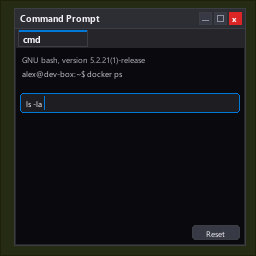 Command Prompt
cmd
GNU bash, version 5.2.21(1)-release
alex@dev-box:~$ docker ps
ls -la
Reset